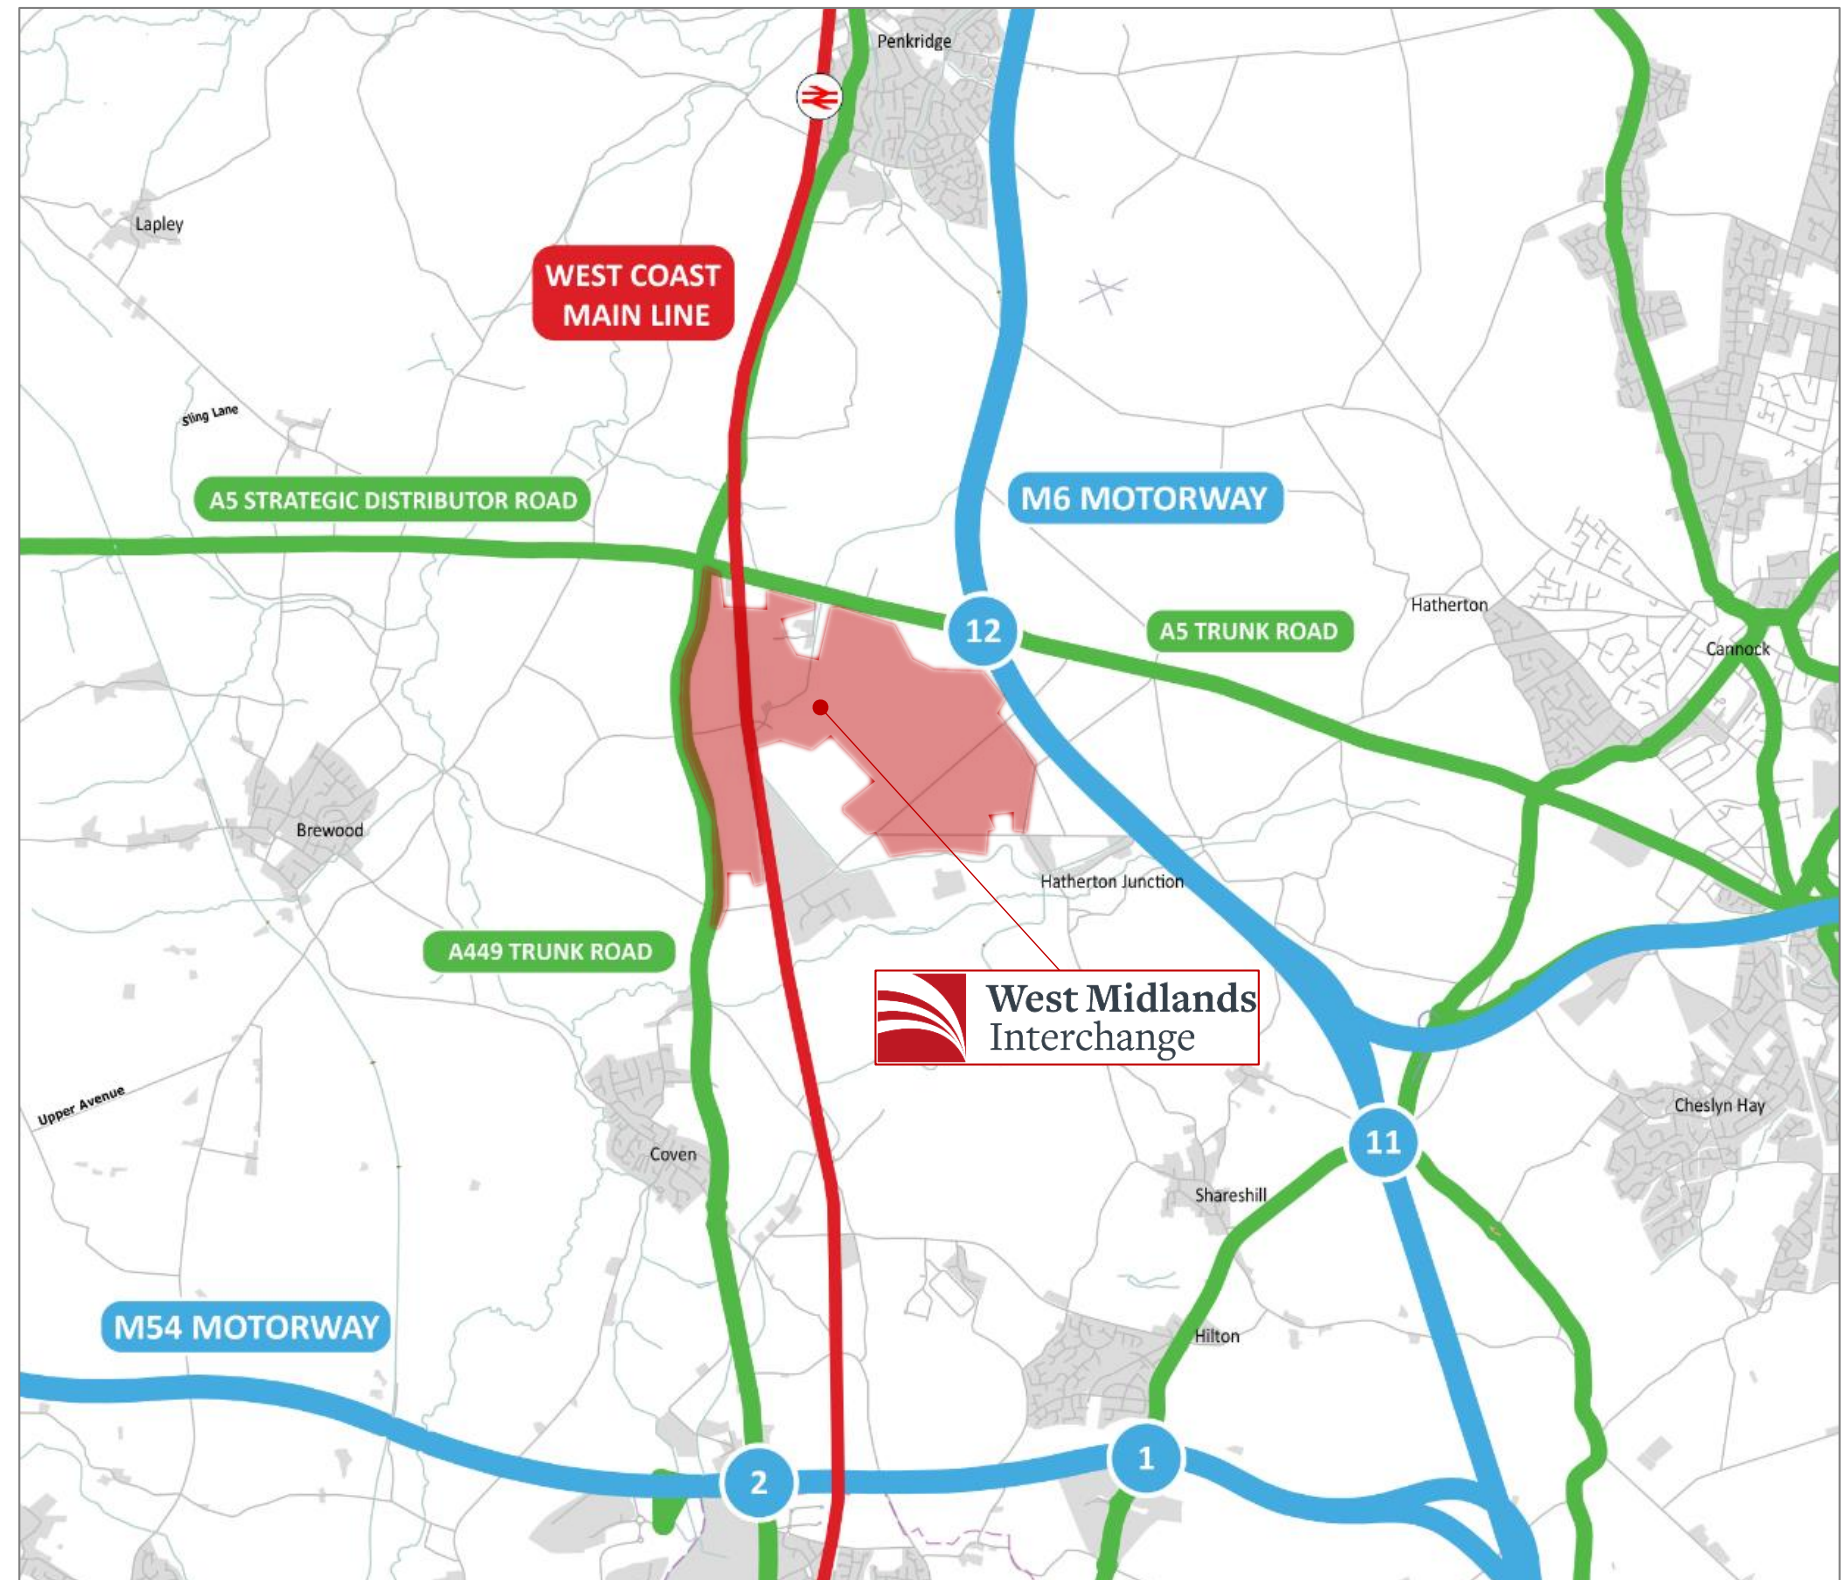 Penkridge
Lapley
WEST COAST
MAIN LINE
Sling Lane
A5 STRATEGIC DISTRIBUTOR ROAD
M6 MOTORWAY
Hatherton
12
A5 TRUNK ROAD
Cannock
Brewood
Hatherton Junction
A449 TRUNK ROAD
West Midlands
Interchange
Upper Avenue
Cheslyn Hay
11
Coven
Shareshill
M54 MOTORWAY
Hilton
1
2